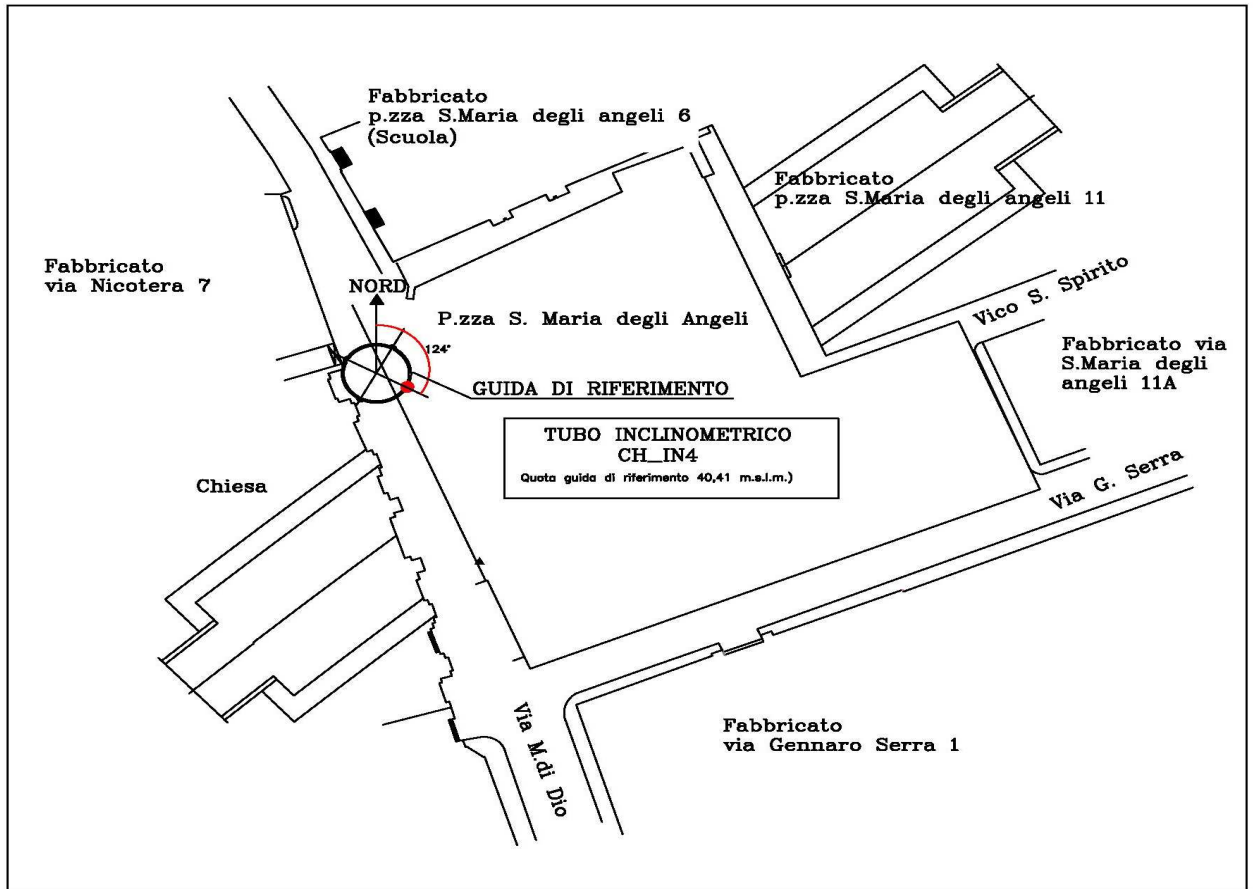 Fabbricato
p.zza S.Maria degli angeli 6
(Scuola)
Fabbricato
p.zza S.Maria degli angeli 11
Fabbricato
via Nicotera 7
NORD
P.zza S. Maria degli Angeli
124°
Vico S. Spirito
Fabbricato via
S.Maria degli
angeli 11A
GUIDA DI RIFERIMENTO
TUBO INCLINOMETRICO
CH_IN4
Quota guida di riferimento 40,41 m.s.l.m.)
Chiesa
Via G. Serra
Via M.di Dio
Fabbricato
via Gennaro Serra 1